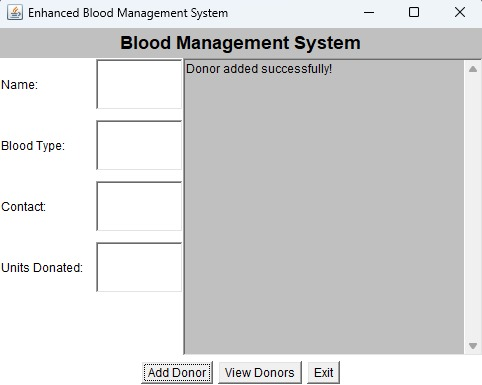 Enhanced Blood Management System
Blood Management System
Name:
Donor added successfully!
Blood Type:
Contact:
Units Donated:
Add Donor
View Donors
Exit